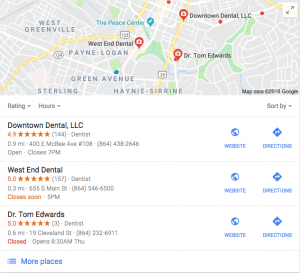 WEST
GREENVILLE
The Peace Center
Downtown Dental, LLC
West End Dental
PAYNE-LOGAN
Dr. Tom Edwards
GREEN AVENUE
STERLING
HAYNIE-SIRRINE
Map data ©2018 Google
Rating Hours Sort by
Downtown Dental, LLC
4.9 (144) · Dentist
0.9 mi · 400 E McBee Ave #108 · (864) 438-2646
Open · Closes 7PM
WEBSITE DIRECTIONS
West End Dental
5.0 (157) · Dentist
0.3 mi · 655 S Main St · (864) 546-6500
Closes soon · 5PM
WEBSITE DIRECTIONS
Dr. Tom Edwards
5.0 (3) · Dentist
0.6 mi · 19 Cleveland St · (864) 232-6911
Closed · Opens 8:30AM Thu
WEBSITE DIRECTIONS
More places